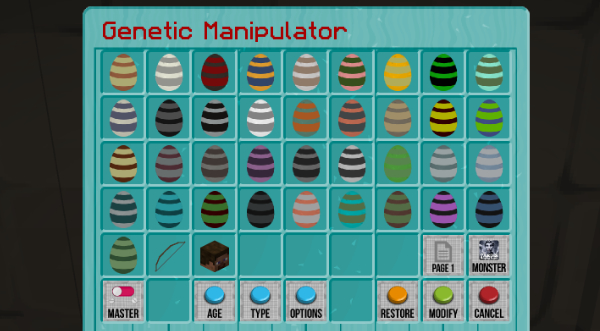 Genetic Manipulator
PAGE 1
MONSTER
MASTER
AGE
TYPE
OPTIONS
RESTORE
MODIFY
CANCEL